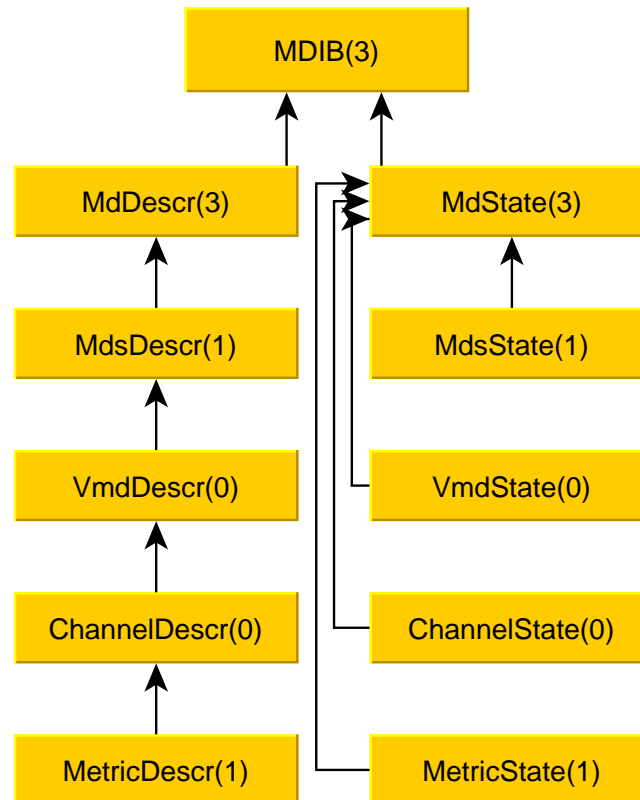 MDIB(3)
MdDescr(3)
MdState(3)
MdsDescr(1)
MdsState(1)
VmdDescr(0)
VmdState(0)
ChannelDescr(0)
ChannelState(0)
MetricDescr(1)
MetricState(1)